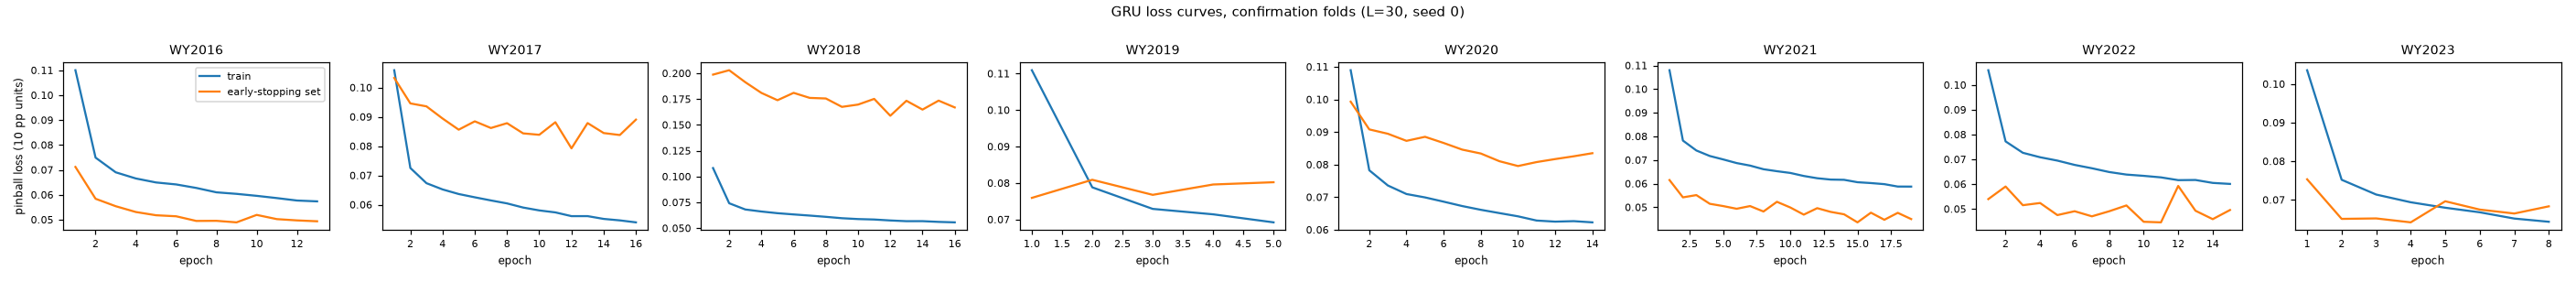 GRU loss curves, confirmation folds (L=30, seed 0)
WY2016
WY2017
WY2018
WY2019
WY2020
WY2021
WY2022
WY2023
pinball loss (10 pp units)
train
early-stopping set
0.11
0.10
0.09
0.08
0.07
0.06
0.05
2 4 6 8 10 12
epoch
0.10
0.09
0.08
0.07
0.06
2 4 6 8 10 12 14 16
epoch
0.200
0.175
0.150
0.125
0.100
0.075
0.050
2 4 6 8 10 12 14 16
epoch
0.11
0.10
0.09
0.08
0.07
1.0 1.5 2.0 2.5 3.0 3.5 4.0 4.5 5.0
epoch
0.11
0.10
0.09
0.08
0.07
0.06
2 4 6 8 10 12 14
epoch
0.11
0.10
0.09
0.08
0.07
0.06
0.05
2.5 5.0 7.5 10.0 12.5 15.0 17.5
epoch
0.10
0.09
0.08
0.07
0.06
0.05
2 4 6 8 10 12 14
epoch
0.10
0.09
0.08
0.07
1 2 3 4 5 6 7 8
epoch